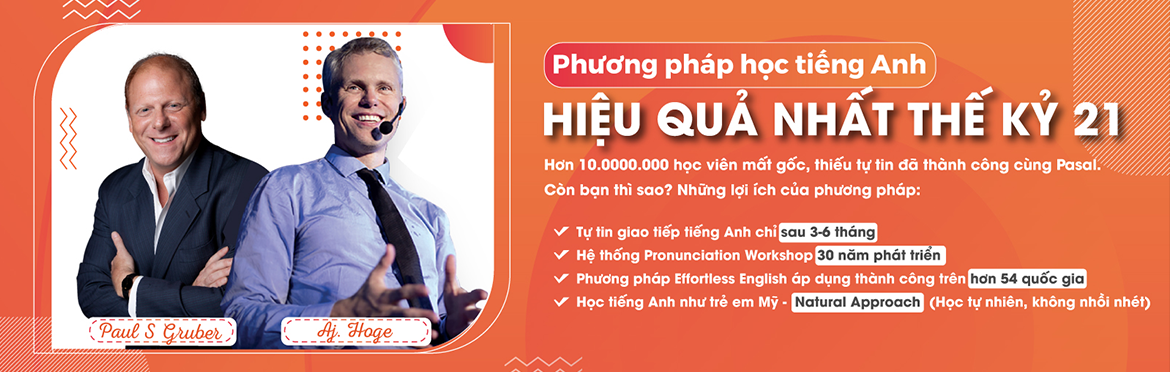 Phương pháp học tiếng Anh
HIỆU QUẢ NHẤT THẾ KỶ 21
Hơn 10.0000.000 học viên mất gốc, thiếu tự tin đã thành công cùng Pasal.
Còn bạn thì sao? Những lợi ích của phương pháp:
Tự tin giao tiếp tiếng Anh chỉ sau 3-6 tháng
Hệ thống Pronunciation Workshop 30 năm phát triển
Phương pháp Effortless English áp dụng thành công trên hơn 54 quốc gia
Học tiếng Anh như trẻ em Mỹ - Natural Approach (Học tự nhiên, không nhồi nhét)
Paul S Gruber
Aj. Hoge